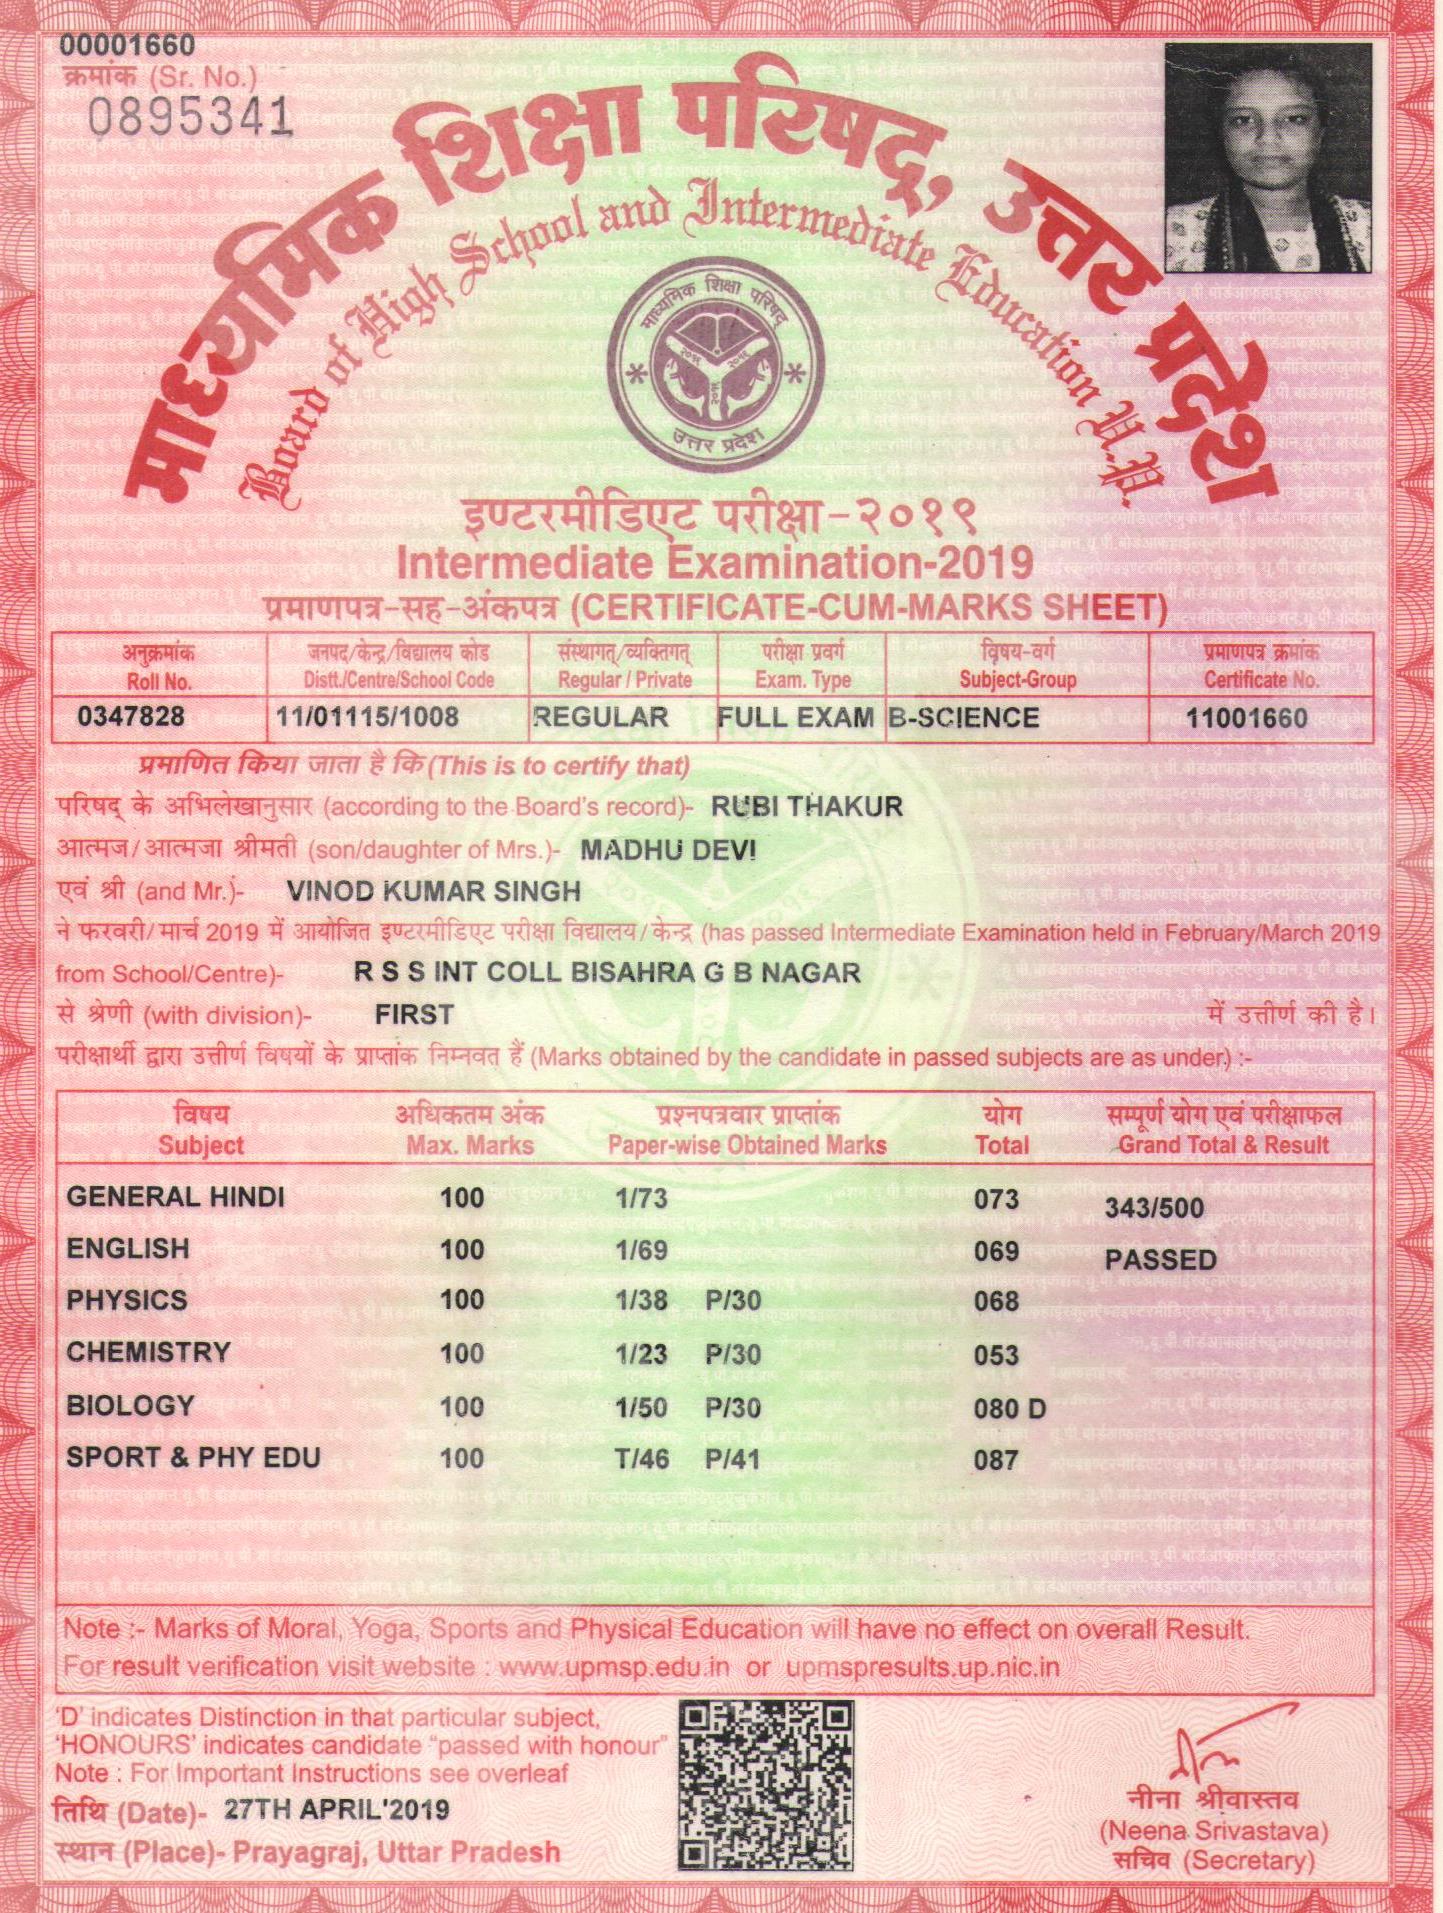 00001660
क्रमांक (Sr. No.)
0895341
माध्यमिक शिक्षा परिषद्, उत्तर प्रदेश
Board of High School and Intermediate Education U.P.
माध्यमिक शिक्षा परिषद्
उत्तर प्रदेश
इण्टरमीडिएट परीक्षा-२०१९
Intermediate Examination-2019
प्रमाणपत्र-सह-अंकपत्र (CERTIFICATE-CUM-MARKS SHEET)
अनुक्रमांक जनपद/केन्द्र/विद्यालय कोड संस्थागत्/व्यक्तिगत् परीक्षा प्रवर्ग विषय-वर्ग प्रमाणपत्र क्रमांक
Roll No. Distt./Centre/School Code Regular / Private Exam. Type Subject-Group Certificate No.
0347828 11/01115/1008 REGULAR FULL EXAM B-SCIENCE 11001660
प्रमाणित किया जाता है कि (This is to certify that)
परिषद् के अभिलेखानुसार (according to the Board's record)- RUBI THAKUR
आत्मज/आत्मजा श्रीमती (son/daughter of Mrs.)- MADHU DEVI
एवं श्री (and Mr.)- VINOD KUMAR SINGH
ने फरवरी/मार्च 2019 में आयोजित इण्टरमीडिएट परीक्षा विद्यालय/केन्द्र (has passed Intermediate Examination held in February/March 2019
from School/Centre)- R S S INT COLL BISAHRA G B NAGAR
से श्रेणी (with division)- FIRST में उत्तीर्ण की है।
परीक्षार्थी द्वारा उत्तीर्ण विषयों के प्राप्तांक निम्नवत हैं (Marks obtained by the candidate in passed subjects are as under) :-
विषय अधिकतम अंक प्रश्नपत्रवार प्राप्तांक योग सम्पूर्ण योग एवं परीक्षाफल
Subject Max. Marks Paper-wise Obtained Marks Total Grand Total & Result
GENERAL HINDI 100 1/73 073 343/500
ENGLISH 100 1/69 069 PASSED
PHYSICS 100 1/38 P/30 068
CHEMISTRY 100 1/23 P/30 053
BIOLOGY 100 1/50 P/30 080 D
SPORT & PHY EDU 100 T/46 P/41 087
Note :- Marks of Moral, Yoga, Sports and Physical Education will have no effect on overall Result.
For result verification visit website : www.upmsp.edu.in or upmspresults.up.nic.in
'D' indicates Distinction in that particular subject,
'HONOURS' indicates candidate "passed with honour"
Note : For Important Instructions see overleaf
तिथि (Date)- 27TH APRIL'2019
स्थान (Place)- Prayagraj, Uttar Pradesh
नीना श्रीवास्तव
(Neena Srivastava)
सचिव (Secretary)